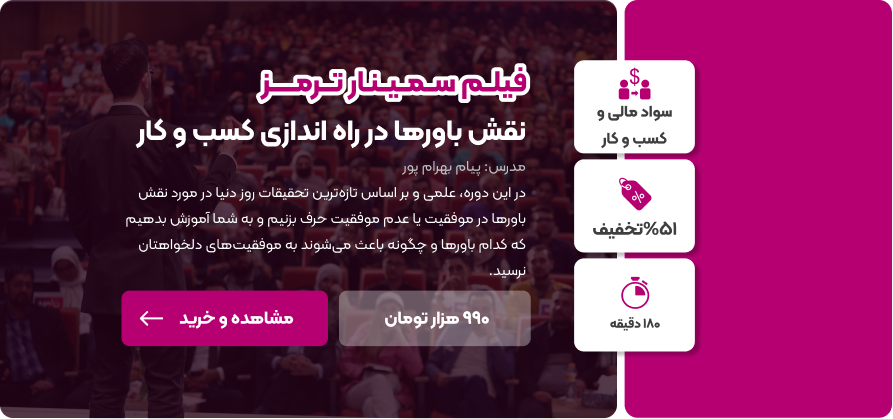 فیلم سمینار ترمز
نقش باورها در راه اندازی کسب و کار
مدرس: پیام بهرام پور
در این دوره، علمی و بر اساس تازه‌ترین تحقیقات روز دنیا در مورد نقش
باورها در موفقیت یا عدم موفقیت حرف بزنیم و به شما آموزش بدهیم
که کدام باورها و چگونه باعث می‌شوند به موفقیت‌های دلخواهتان
نرسید.
۹۹۰ هزار تومان
مشاهده و خرید
سواد مالی و
کسب و کار
۵۱%تخفیف
۱۸۰ دقیقه